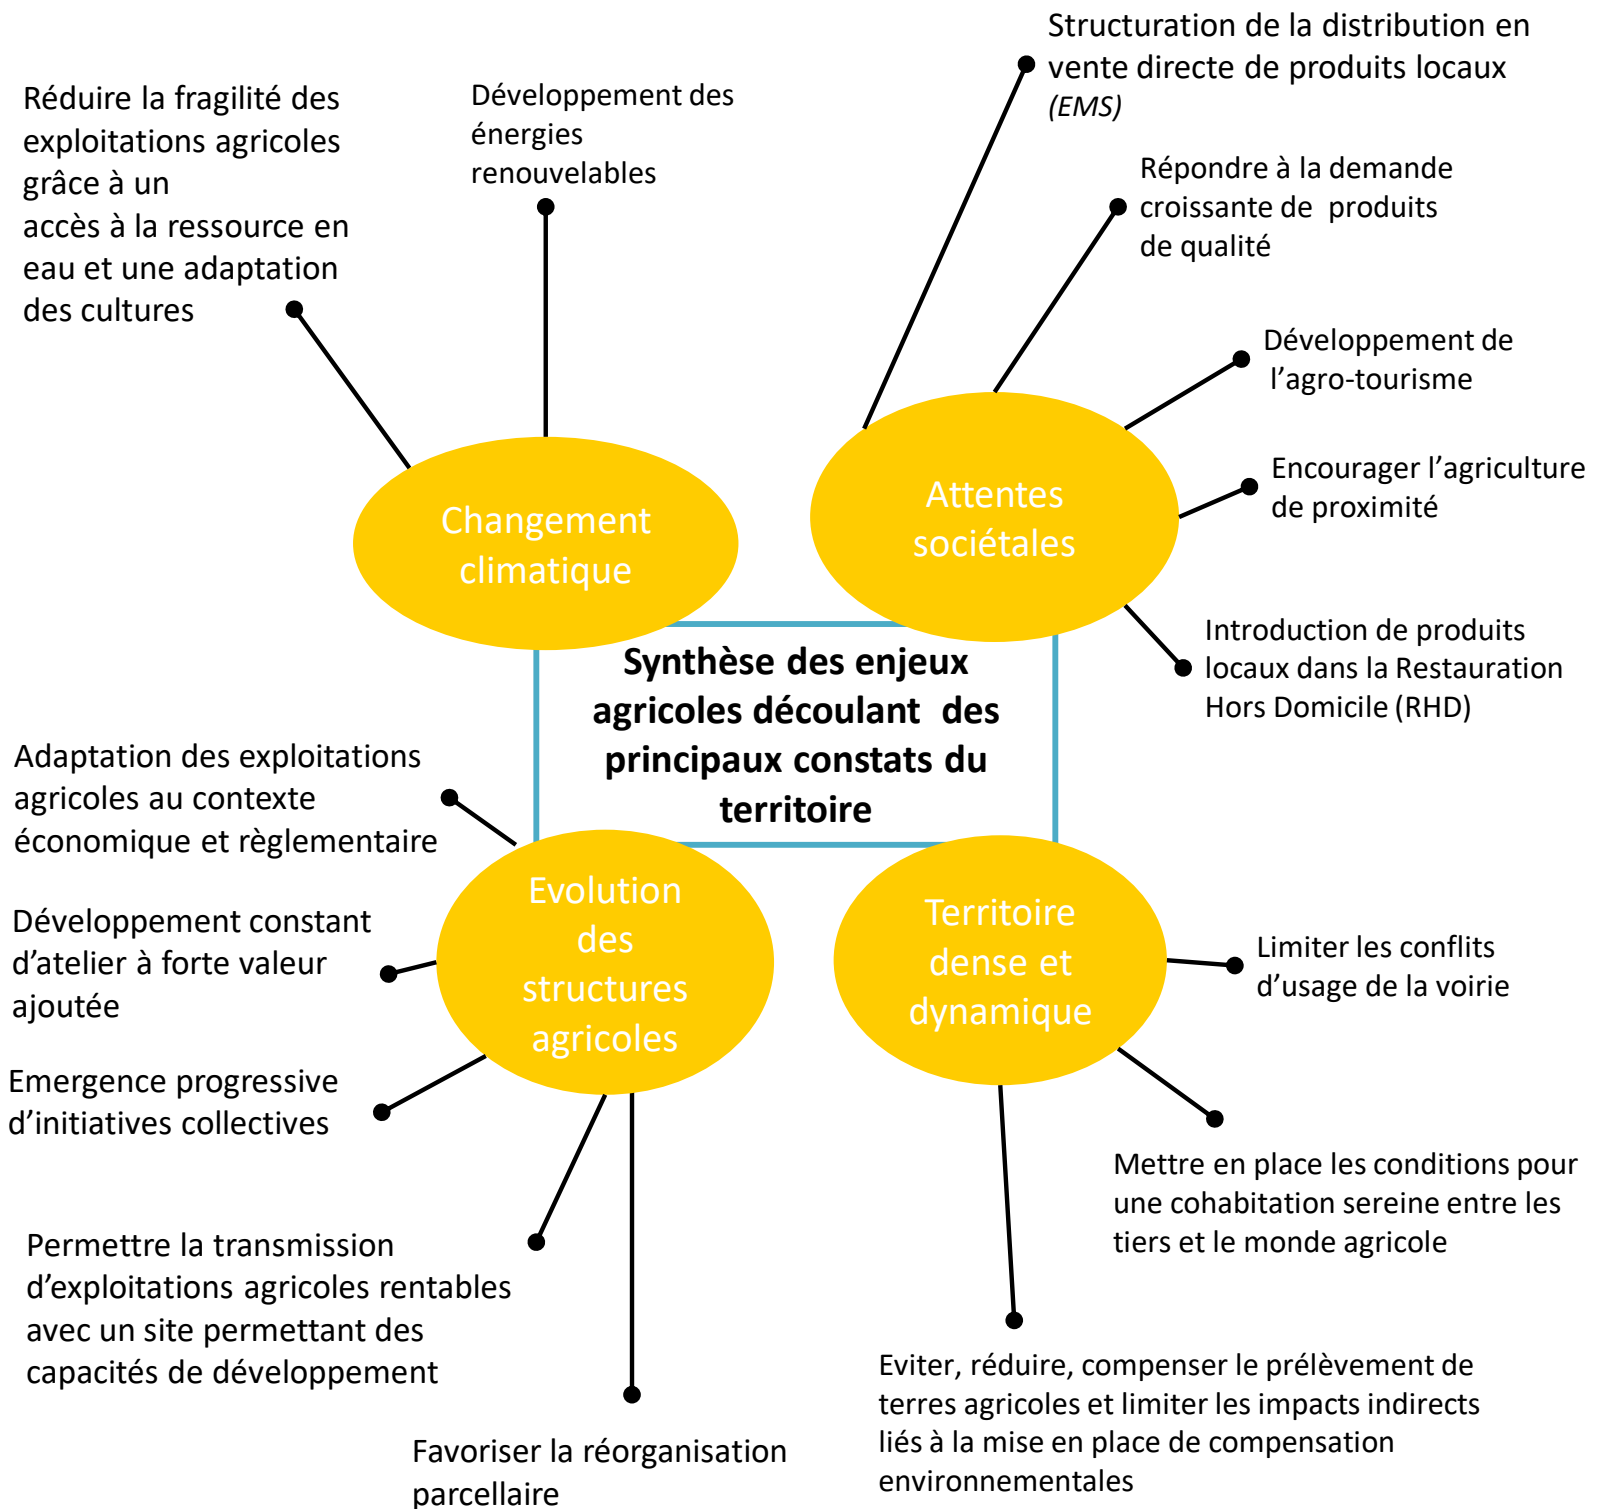 Structuration de la distribution en
vente directe de produits locaux
(EMS)
Réduire la fragilité des
exploitations agricoles
grâce à un
accès à la ressource en
eau et une adaptation
des cultures
Développement des
énergies
renouvelables
Répondre à la demande
croissante de  produits
de qualité
Développement de
l’agro-tourisme
Encourager l’agriculture
de proximité
Attentes
sociétales
Changement
climatique
Introduction de produits
locaux dans la Restauration
Hors Domicile (RHD)
Synthèse des enjeux
agricoles découlant  des
principaux constats du
territoire
Adaptation des exploitations
agricoles au contexte
économique et règlementaire
Evolution
des
structures
agricoles
Territoire
dense et
dynamique
Développement constant
d’atelier à forte valeur
ajoutée
Limiter les conflits
d’usage de la voirie
Emergence progressive
d’initiatives collectives
Mettre en place les conditions pour
une cohabitation sereine entre les
tiers et le monde agricole
Permettre la transmission
d’exploitations agricoles rentables
avec un site permettant des
capacités de développement
Eviter, réduire, compenser le prélèvement de
terres agricoles et limiter les impacts indirects
liés à la mise en place de compensation
environnementales
Favoriser la réorganisation
parcellaire